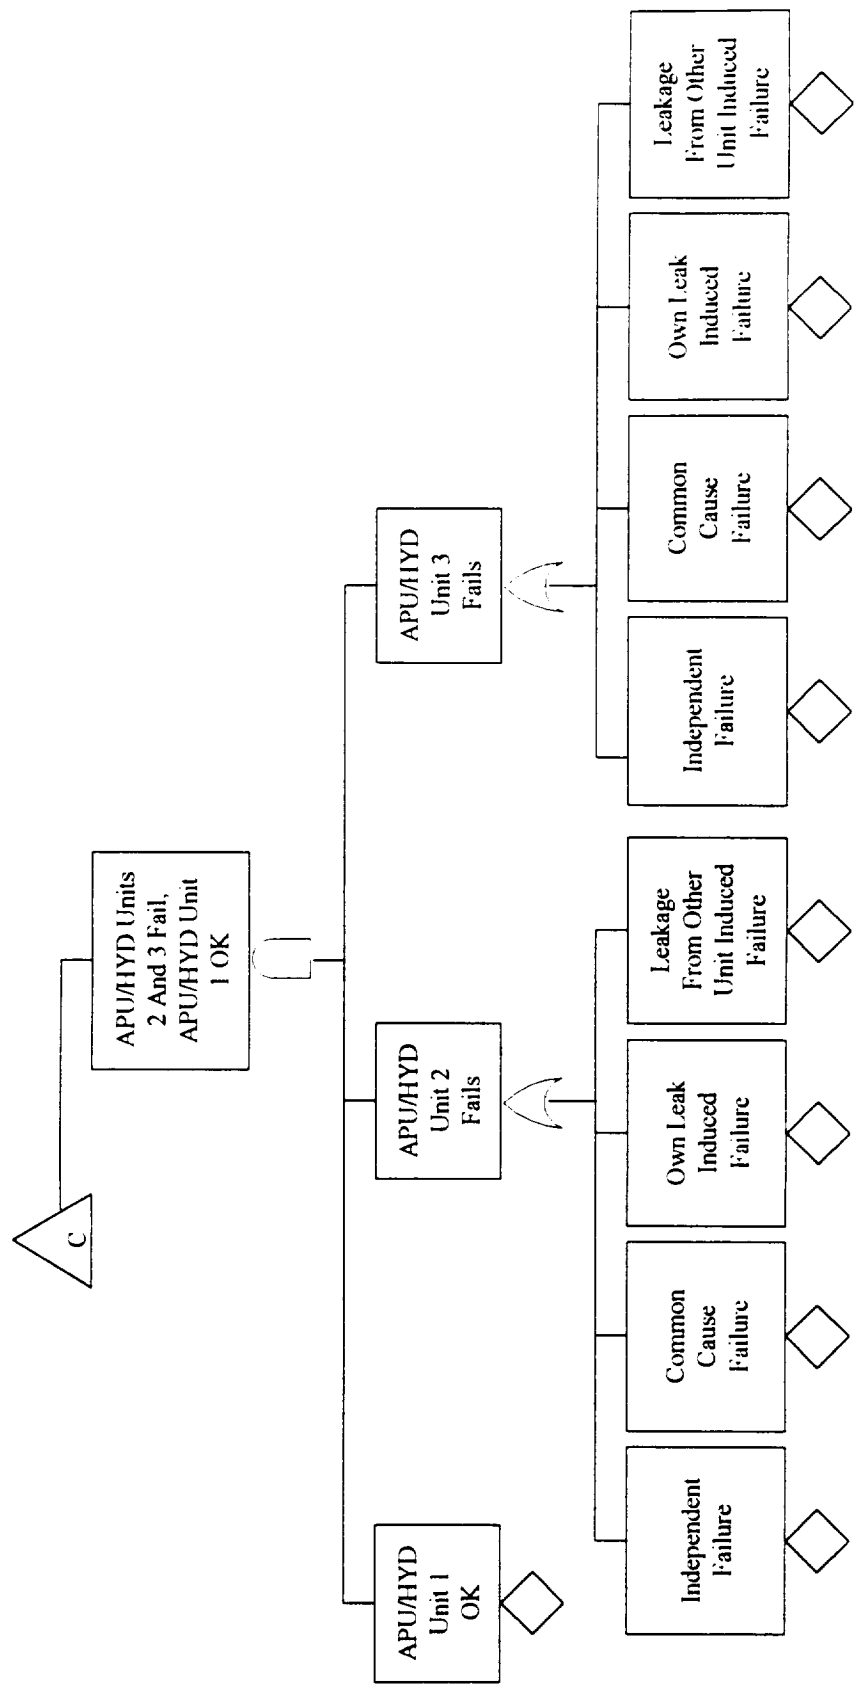 C
APU/HYD Units
2 And 3 Fail,
APU/HYD Unit
1 OK
APU/HYD
Unit 1
OK
APU/HYD
Unit 2
Fails
APU/HYD
Unit 3
Fails
Independent
Failure
Common
Cause
Failure
Own Leak
Induced
Failure
Leakage
From Other
Unit Induced
Failure
Independent
Failure
Common
Cause
Failure
Own Leak
Induced
Failure
Leakage
From Other
Unit Induced
Failure